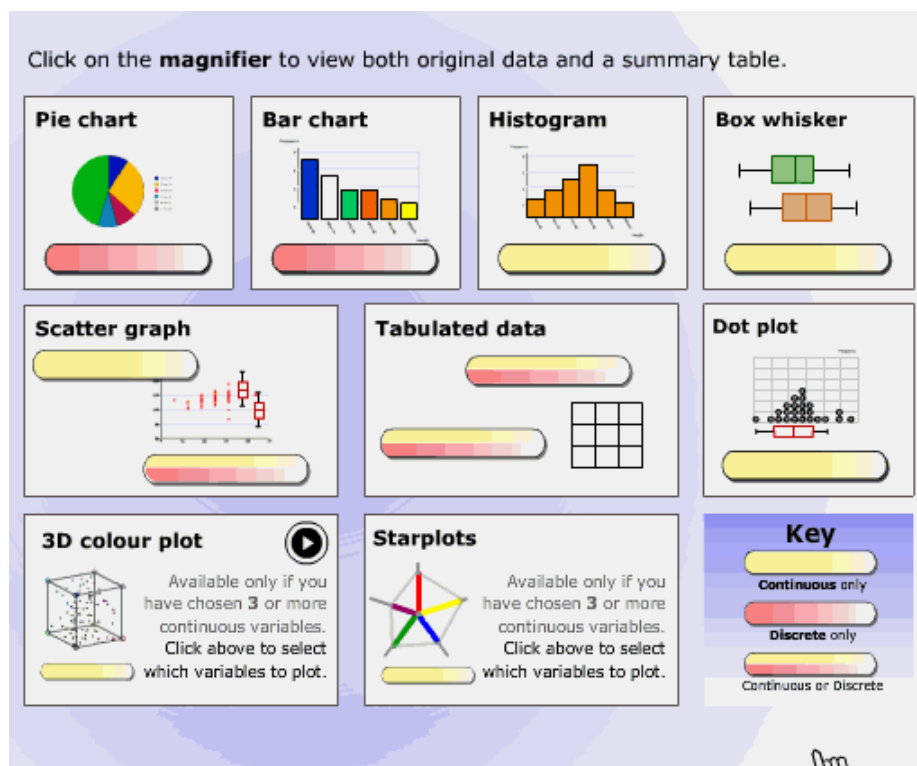 Click on the magnifier to view both original data and a summary table.
Pie chart
Bar chart
Histogram
Box whisker
Scatter graph
Tabulated data
Dot plot
3D colour plot
Available only if you
have chosen 3 or more
continuous variables.
Click above to select
which variables to plot.
Starplots
Available only if you
have chosen 3 or more
continuous variables.
Click above to select
which variables to plot.
Key
Continuous only
Discrete only
Continuous or Discrete